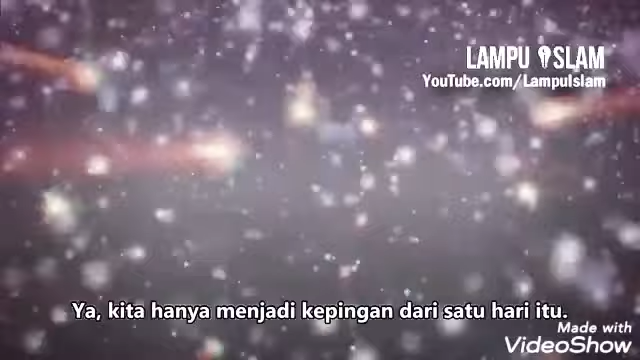 LAMPU ISLAM
YouTube.com/LampuIslam
Ya, kita hanya menjadi kepingan dari satu hari itu.
Made with
VideoShow